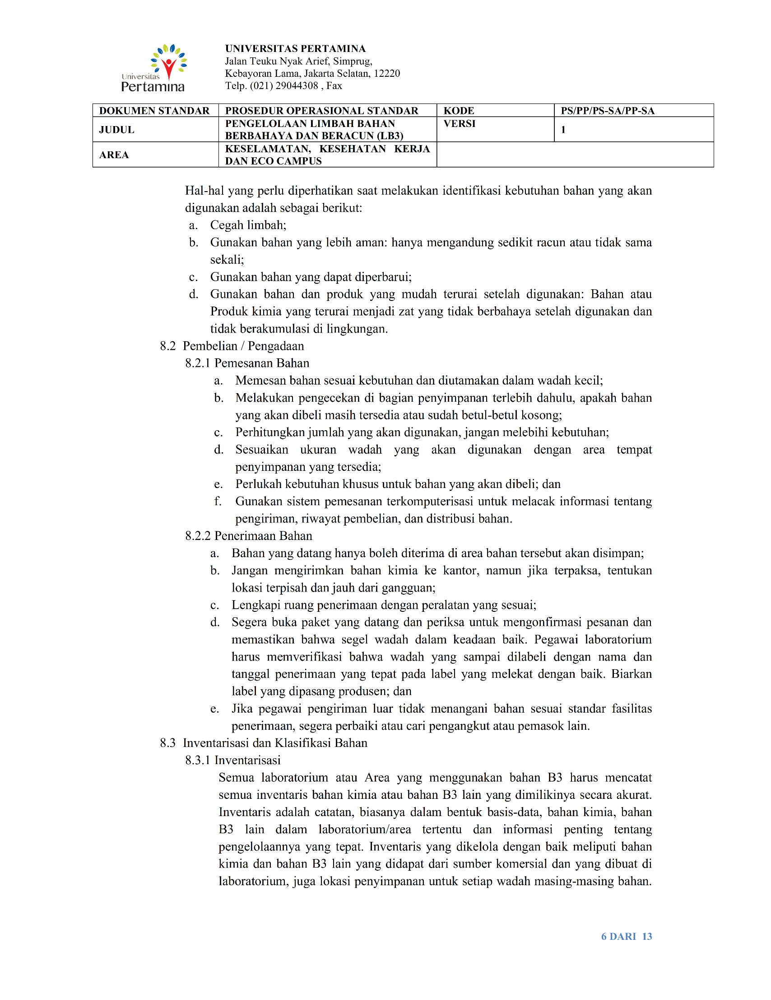 Universitas
Pertamina
UNIVERSITAS PERTAMINA
Jalan Teuku Nyak Arief, Simprug,
Kebayoran Lama, Jakarta Selatan, 12220
Telp. (021) 29044308 , Fax
DOKUMEN STANDAR PROSEDUR OPERASIONAL STANDAR KODE PS/PP/PS-SA/PP-SA
JUDUL PENGELOLAAN LIMBAH BAHAN BERBAHAYA DAN BERACUN (LB3) VERSI 1
AREA KESELAMATAN, KESEHATAN KERJA DAN ECO CAMPUS
Hal-hal yang perlu diperhatikan saat melakukan identifikasi kebutuhan bahan yang akan
digunakan adalah sebagai berikut:
a. Cegah limbah;
b. Gunakan bahan yang lebih aman: hanya mengandung sedikit racun atau tidak sama
sekali;
c. Gunakan bahan yang dapat diperbarui;
d. Gunakan bahan dan produk yang mudah terurai setelah digunakan: Bahan atau
Produk kimia yang terurai menjadi zat yang tidak berbahaya setelah digunakan dan
tidak berakumulasi di lingkungan.
8.2 Pembelian / Pengadaan
8.2.1 Pemesanan Bahan
a. Memesan bahan sesuai kebutuhan dan diutamakan dalam wadah kecil;
b. Melakukan pengecekan di bagian penyimpanan terlebih dahulu, apakah bahan
yang akan dibeli masih tersedia atau sudah betul-betul kosong;
c. Perhitungkan jumlah yang akan digunakan, jangan melebihi kebutuhan;
d. Sesuaikan ukuran wadah yang akan digunakan dengan area tempat
penyimpanan yang tersedia;
e. Perlukah kebutuhan khusus untuk bahan yang akan dibeli; dan
f. Gunakan sistem pemesanan terkomputerisasi untuk melacak informasi tentang
pengiriman, riwayat pembelian, dan distribusi bahan.
8.2.2 Penerimaan Bahan
a. Bahan yang datang hanya boleh diterima di area bahan tersebut akan disimpan;
b. Jangan mengirimkan bahan kimia ke kantor, namun jika terpaksa, tentukan
lokasi terpisah dan jauh dari gangguan;
c. Lengkapi ruang penerimaan dengan peralatan yang sesuai;
d. Segera buka paket yang datang dan periksa untuk mengonfirmasi pesanan dan
memastikan bahwa segel wadah dalam keadaan baik. Pegawai laboratorium
harus memverifikasi bahwa wadah yang sampai dilabeli dengan nama dan
tanggal penerimaan yang tepat pada label yang melekat dengan baik. Biarkan
label yang dipasang produsen; dan
e. Jika pegawai pengiriman luar tidak menangani bahan sesuai standar fasilitas
penerimaan, segera perbaiki atau cari pengangkut atau pemasok lain.
8.3 Inventarisasi dan Klasifikasi Bahan
8.3.1 Inventarisasi
Semua laboratorium atau Area yang menggunakan bahan B3 harus mencatat
semua inventaris bahan kimia atau bahan B3 lain yang dimilikinya secara akurat.
Inventaris adalah catatan, biasanya dalam bentuk basis-data, bahan kimia, bahan
B3 lain dalam laboratorium/area tertentu dan informasi penting tentang
pengelolaannya yang tepat. Inventaris yang dikelola dengan baik meliputi bahan
kimia dan bahan B3 lain yang didapat dari sumber komersial dan yang dibuat di
laboratorium, juga lokasi penyimpanan untuk setiap wadah masing-masing bahan.
6 DARI 13